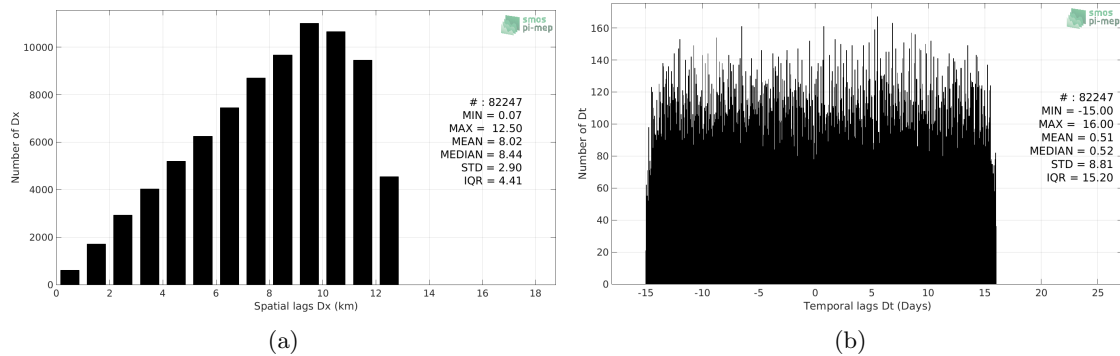 smos
pi-mep
10000
8000
6000
4000
2000
0
Number of Dx
# : 82247
MIN = 0.07
MAX = 12.50
MEAN = 8.02
MEDIAN = 8.44
STD = 2.90
IQR = 4.41
0 2 4 6 8 10 12 14 16 18
Spatial lags Dx (km)
(a)
smos
pi-mep
160
140
120
100
80
60
40
20
0
Number of Dt
# : 82247
MIN = -15.00
MAX = 16.00
MEAN = 0.51
MEDIAN = 0.52
STD = 8.81
IQR = 15.20
-15 -10 -5 0 5 10 15 20 25
Temporal lags Dt (Days)
(b)